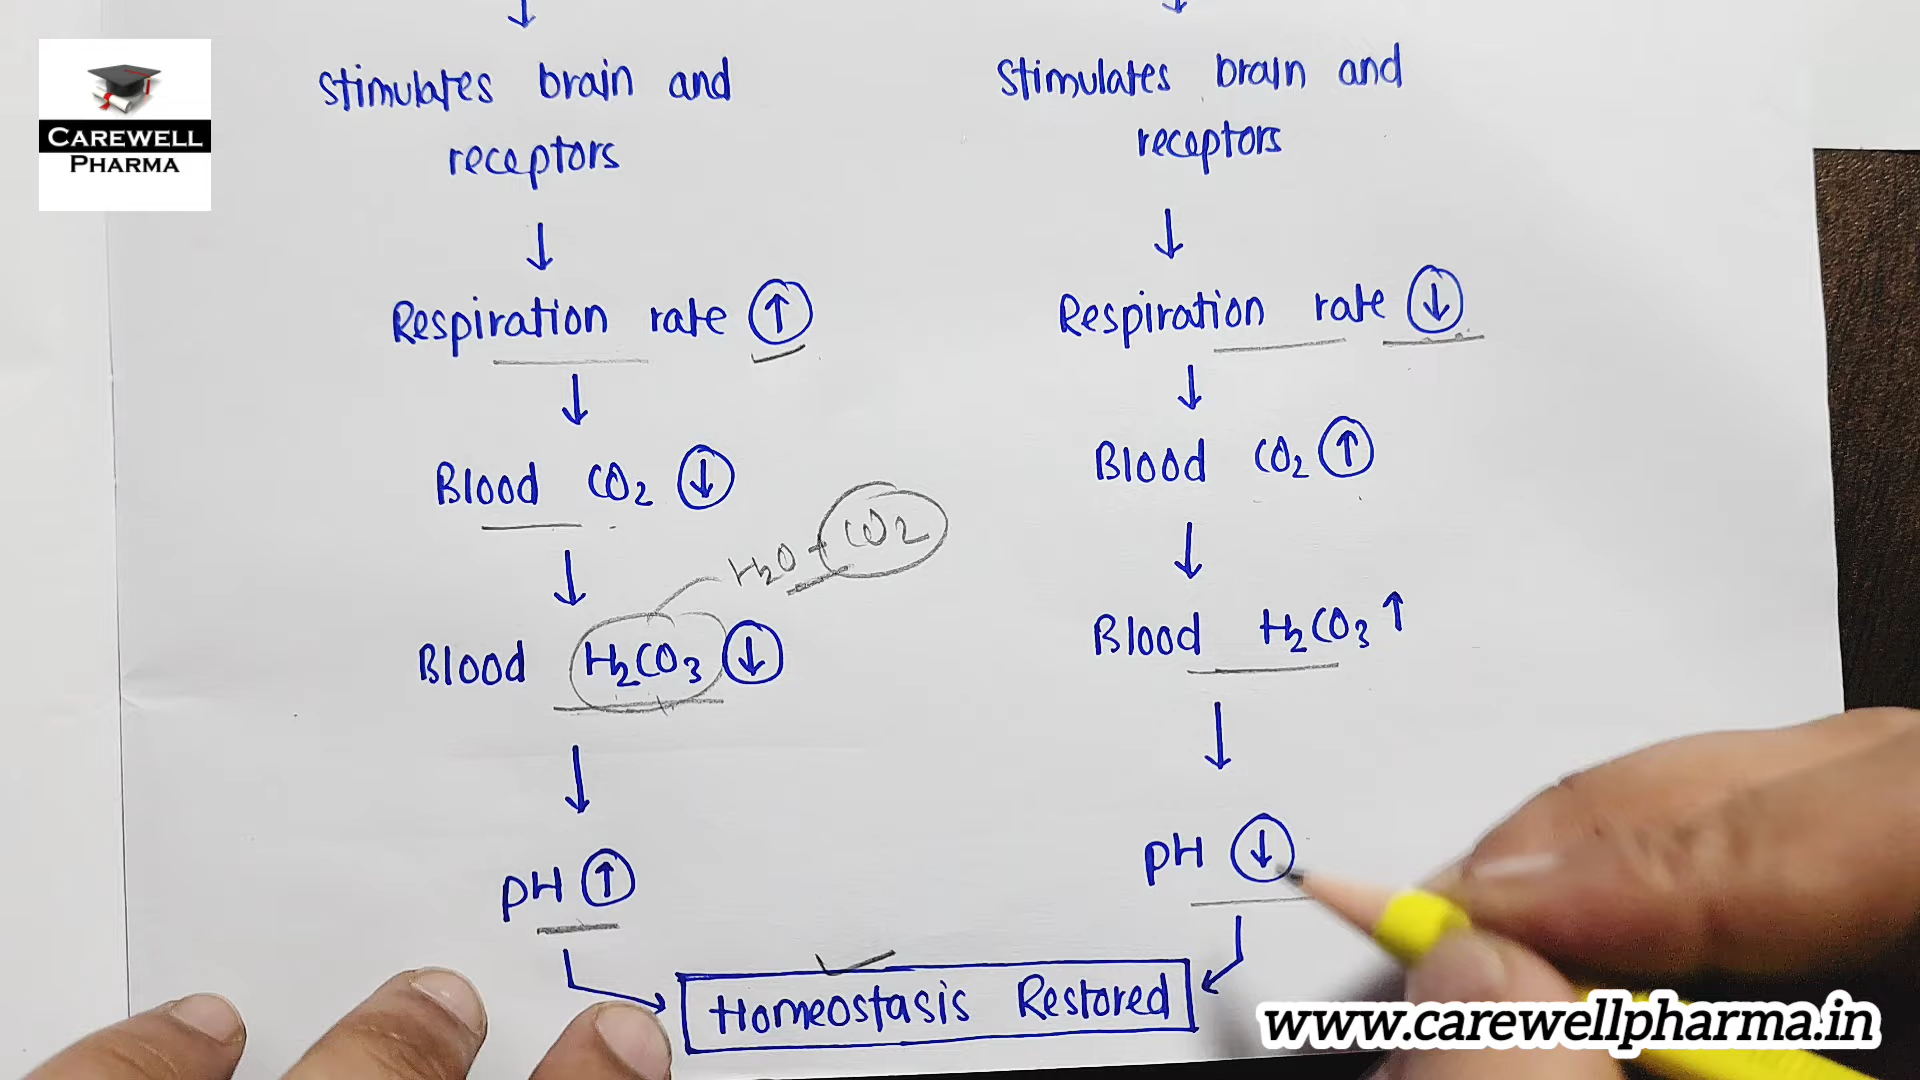 CAREWELL
PHARMA
↓
stimulates brain and
receptors
↓
Respiration rate ↑
↓
Blood CO2 ↓
↓
H2O + CO2
Blood H2CO3 ↓
↓
pH ↑
↓
stimulates brain and
receptors
↓
Respiration rate ↓
↓
Blood CO2 ↑
↓
Blood H2CO3 ↑
↓
pH ↓
Homeostasis Restored
www.carewellpharma.in